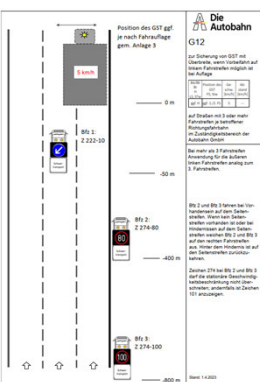 Die
Autobahn
G12
Position des GST ggf.
je nach Fahrauflage
gem. Anlage 3
zur Sicherung von GST mit
Überbreite, wenn Vorbeifahrt auf
linkem Fahrstreifen möglich ist
bei Auflage
5 km/h
0 m
auf Straßen mit 3 oder mehr
Fahrstreifen je betroffener
Richtungsfahrbahn
im Zuständigkeitsbereich der
Autobahn GmbH
Bfz 1:
Z 222-10
Bei mehr als 3 Fahrstreifen
Anwendung für die äußeren
linken Fahrstreifen analog zum
3. Fahrstreifen.
-50 m
Bfz 2 und Bfz 3 fahren bei Vor-
handensein auf dem Seiten-
streifen. Wenn kein Seiten-
streifen vorhanden ist oder bei
Hindernissen auf dem Seiten-
streifen weichen Bfz 2 und Bfz 3
auf den rechten Fahrstreifen
aus. Hinter dem Hindernis ist auf
den Seitenstreifen zurückzu-
kehren.
Bfz 2:
Z 274-80
80
-400 m
Zeichen 274 bei Bfz 2 und Bfz 3
darf die stationäre Geschwindig-
keitsbeschränkung nicht über-
schreiten; andernfalls ist Zeichen
101 anzuzeigen.
Bfz 3:
Z 274-100
100
-800 m
Stand: 1.4.2023